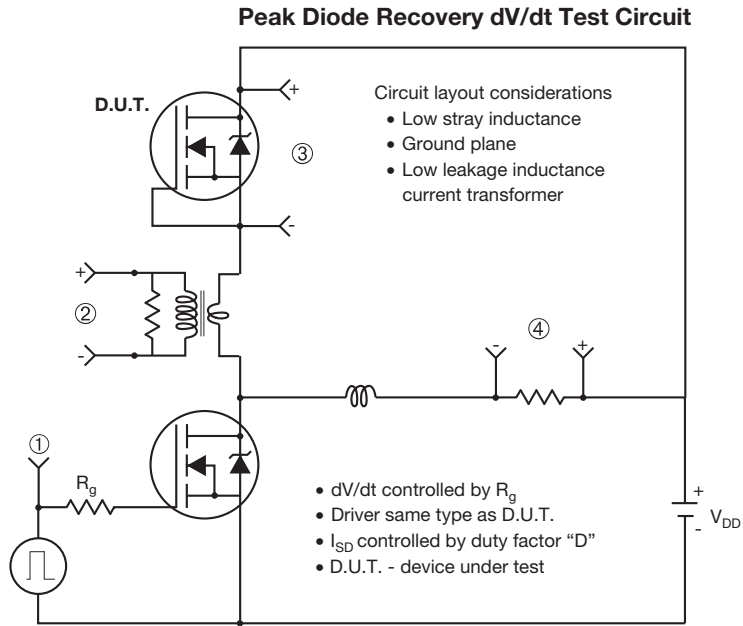 Peak Diode Recovery dV/dt Test Circuit
D.U.T.
+
③
-
Circuit layout considerations
• Low stray inductance
• Ground plane
• Low leakage inductance
current transformer
+
②
-
-
④
+
①
R_g
• dV/dt controlled by R_g
• Driver same type as D.U.T.
• I_SD controlled by duty factor “D”
• D.U.T. - device under test
+
V_DD
-